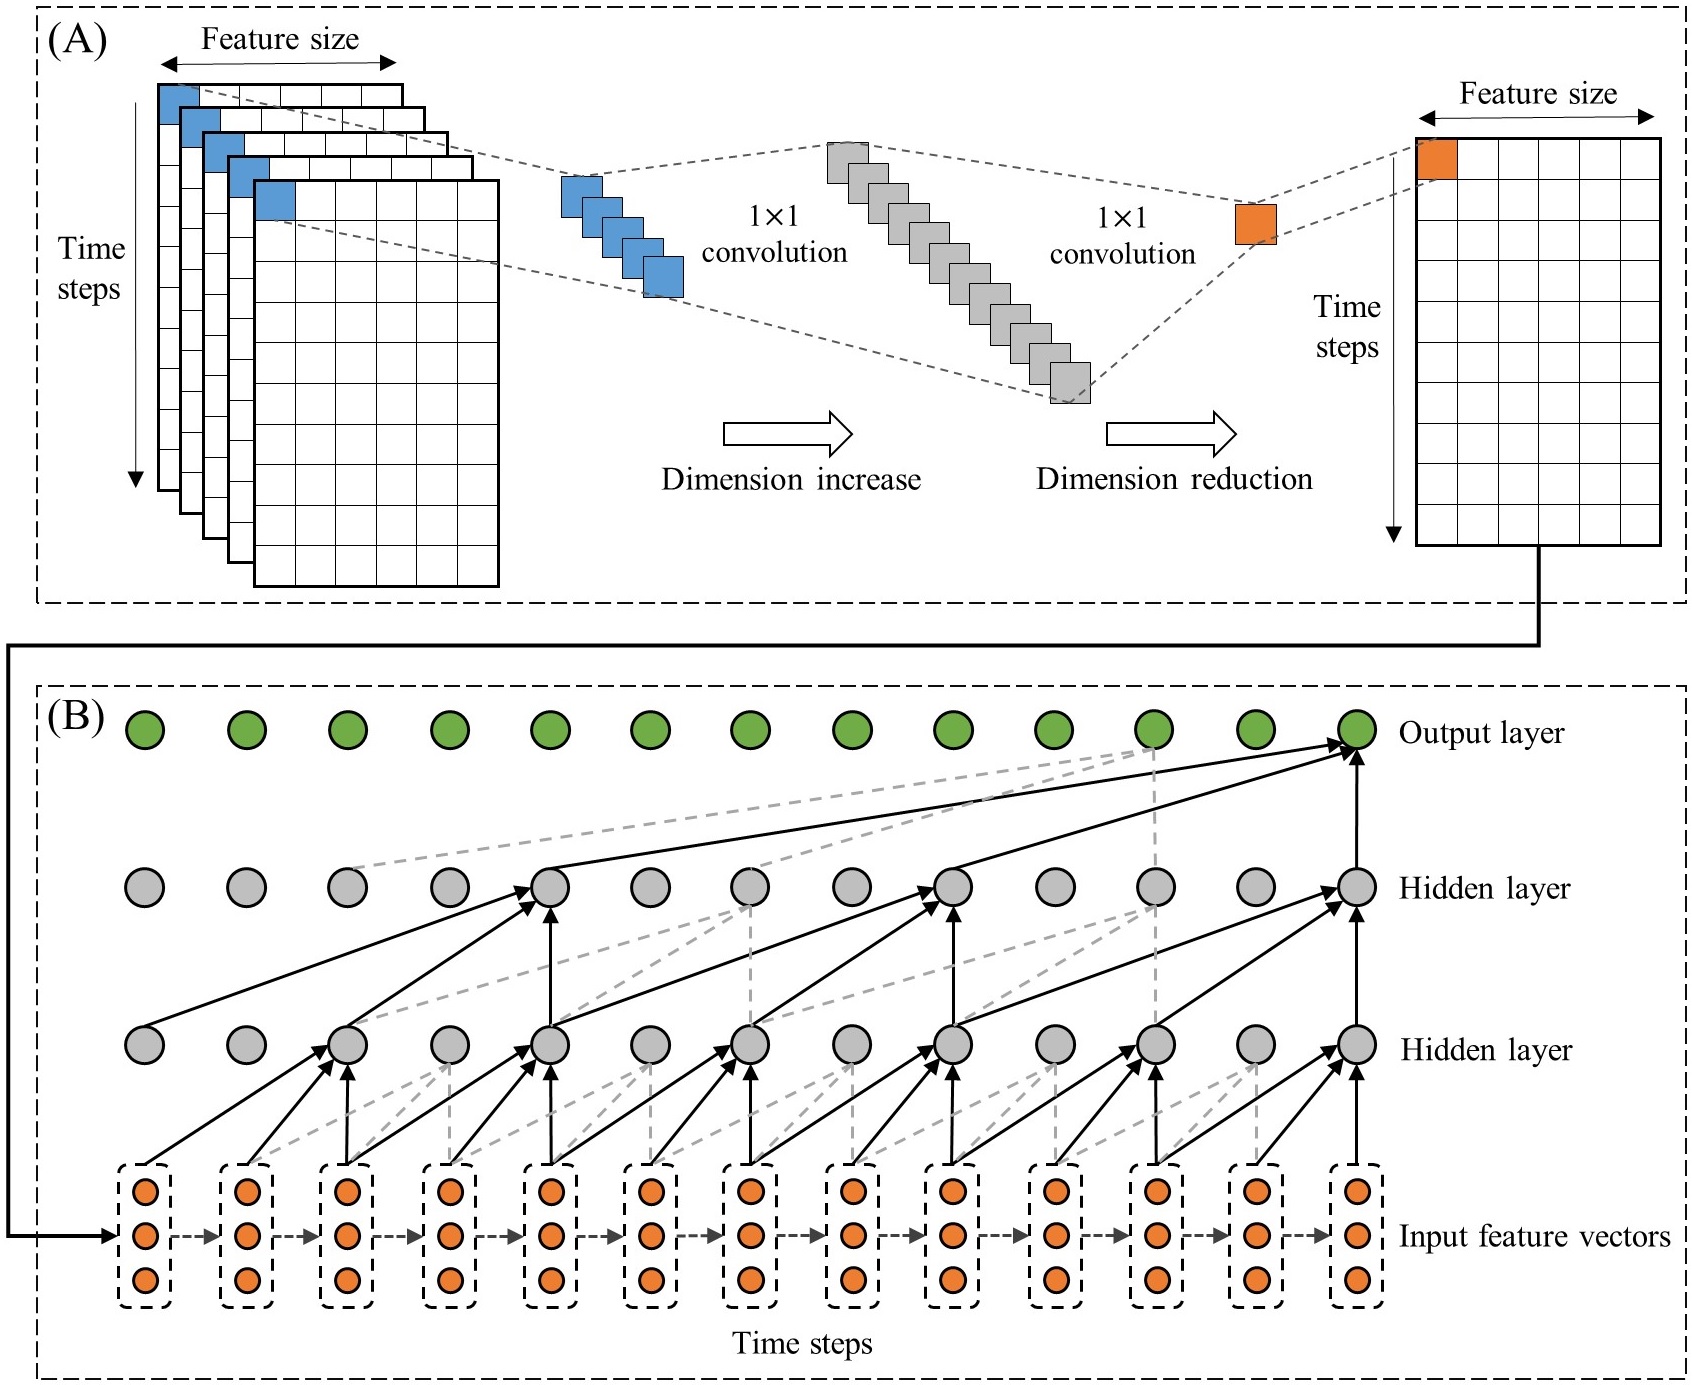 (A)
Feature size
Feature size
Time
steps
1×1
convolution
1×1
convolution
Time
steps
Dimension increase
Dimension reduction
(B)
Output layer
Hidden layer
Hidden layer
Input feature vectors
Time steps